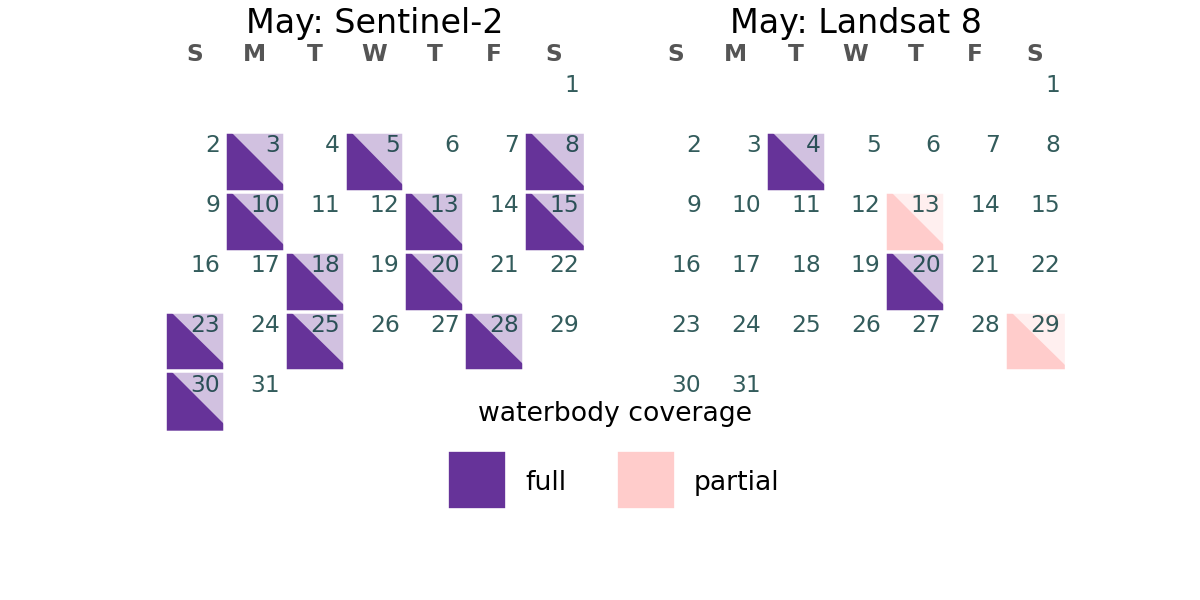 May: Sentinel-2
S M T W T F S
1
2 3 4 5 6 7 8
9 10 11 12 13 14 15
16 17 18 19 20 21 22
23 24 25 26 27 28 29
30 31
May: Landsat 8
S M T W T F S
1
2 3 4 5 6 7 8
9 10 11 12 13 14 15
16 17 18 19 20 21 22
23 24 25 26 27 28 29
30 31
waterbody coverage
full
partial